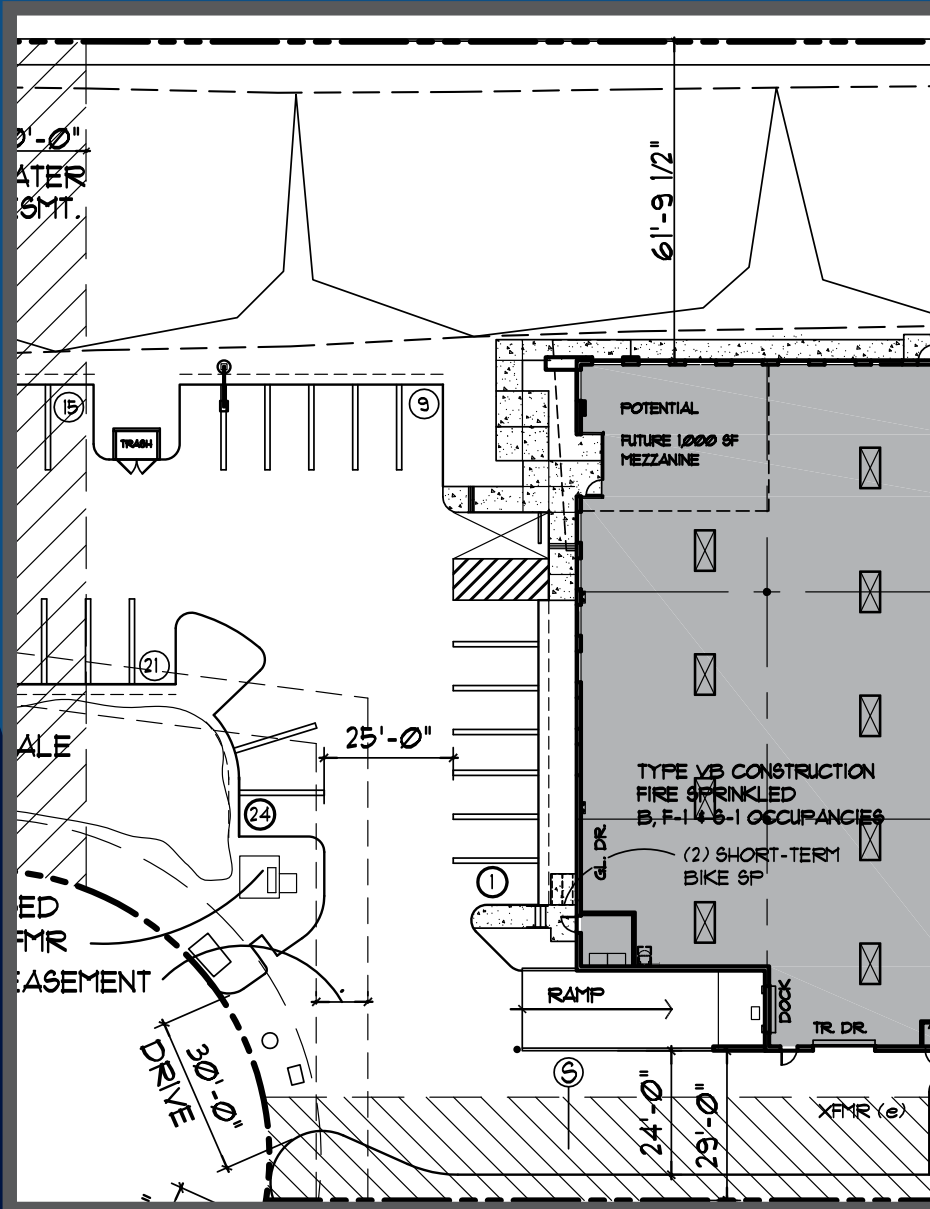 0'-0"
ATER
SMT.
61'-9 1/2"
15
TRASH
9
POTENTIAL
FUTURE 1,000 SF
MEZZANINE
21
ALE
25'-0"
24
TYPE VB CONSTRUCTION
FIRE SPRINKLED
B, F-1 & S-1 OCCUPANCIES
GL. DR.
(2) SHORT-TERM
BIKE SP
1
ED
FMR
EASEMENT
RAMP
DOCK
TR. DR.
30'-0"
DRIVE
S
24'-0"
29'-0"
XFMR (e)
"